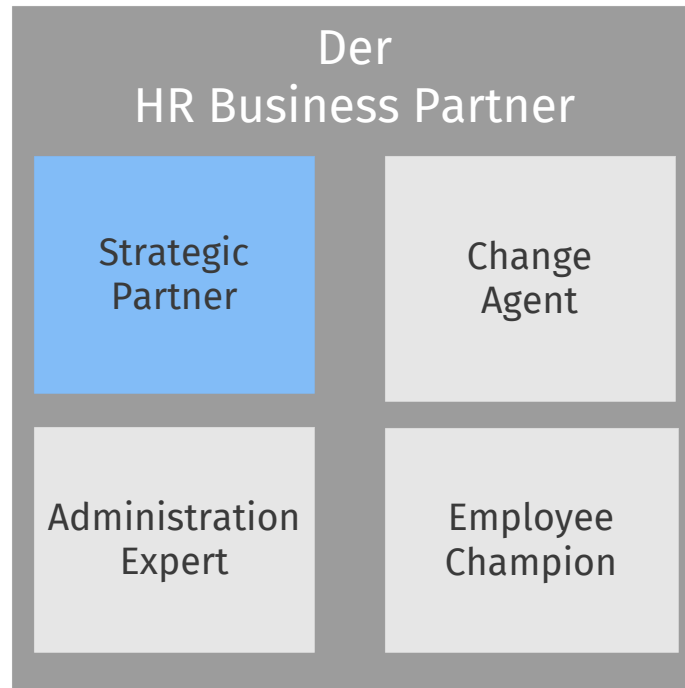 Der
HR Business Partner
Strategic
Partner
Change
Agent
Administration
Expert
Employee
Champion